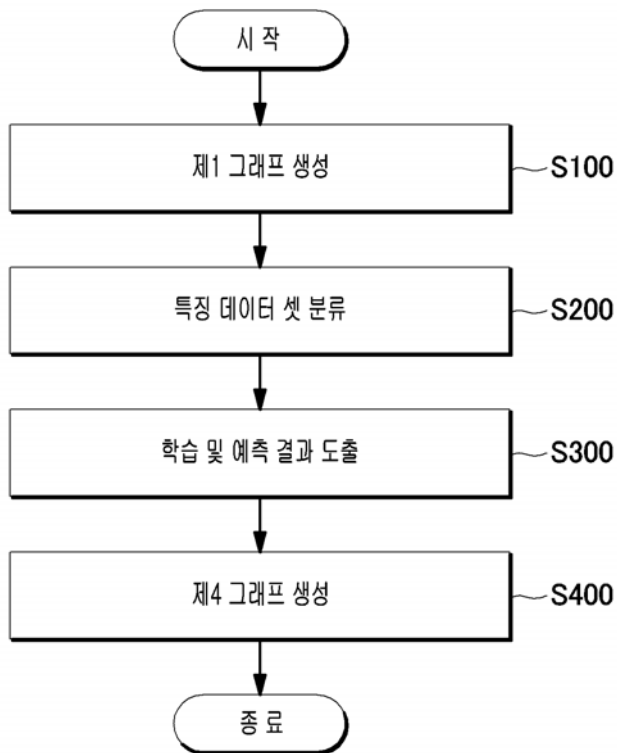 시 작
제1 그래프 생성
S100
특징 데이터 셋 분류
S200
학습 및 예측 결과 도출
S300
제4 그래프 생성
S400
종 료